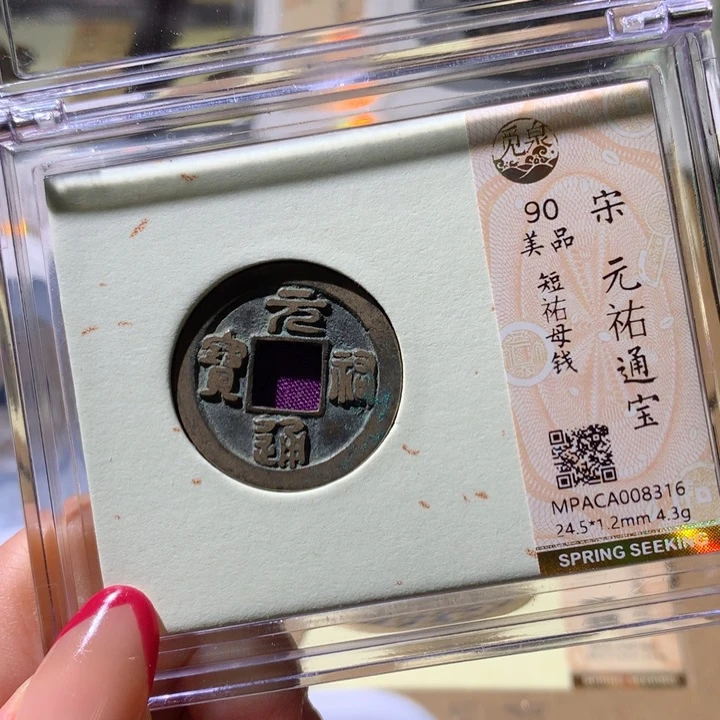 元祐通寶
觅泉
宋 元祐通宝
90
美品
短祐母钱
MPACA008316
24.5*1.2mm 4.3g
SPRING SEEKING